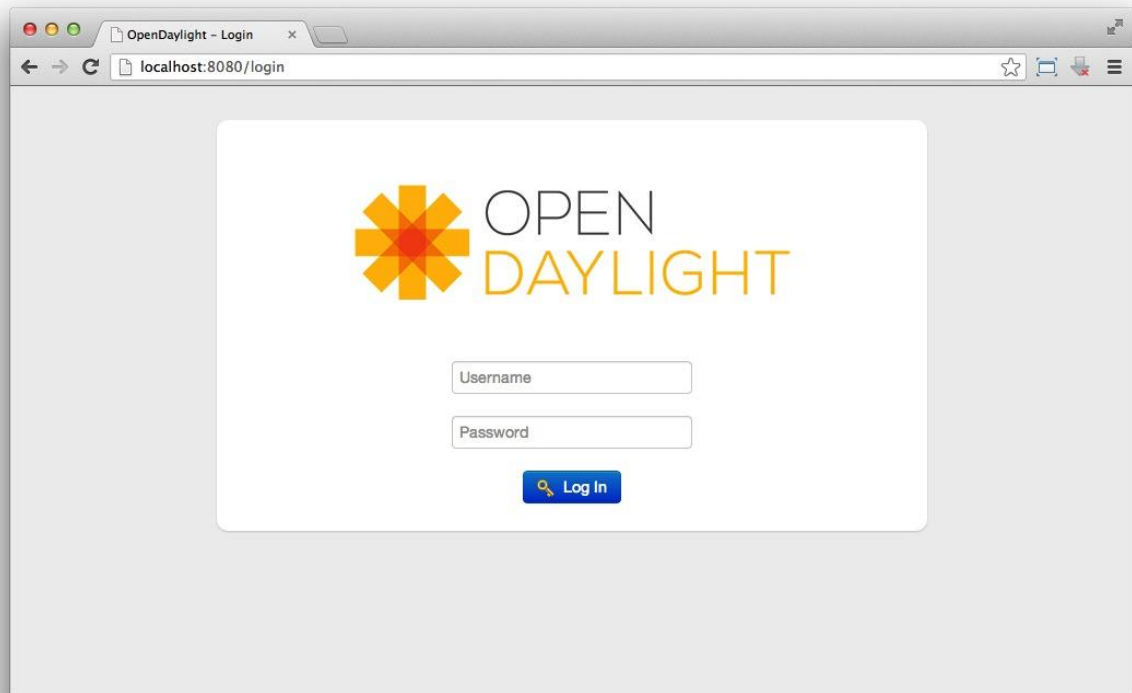 OpenDaylight – Login
localhost:8080/login
OPEN
DAYLIGHT
Username
Password
Log In